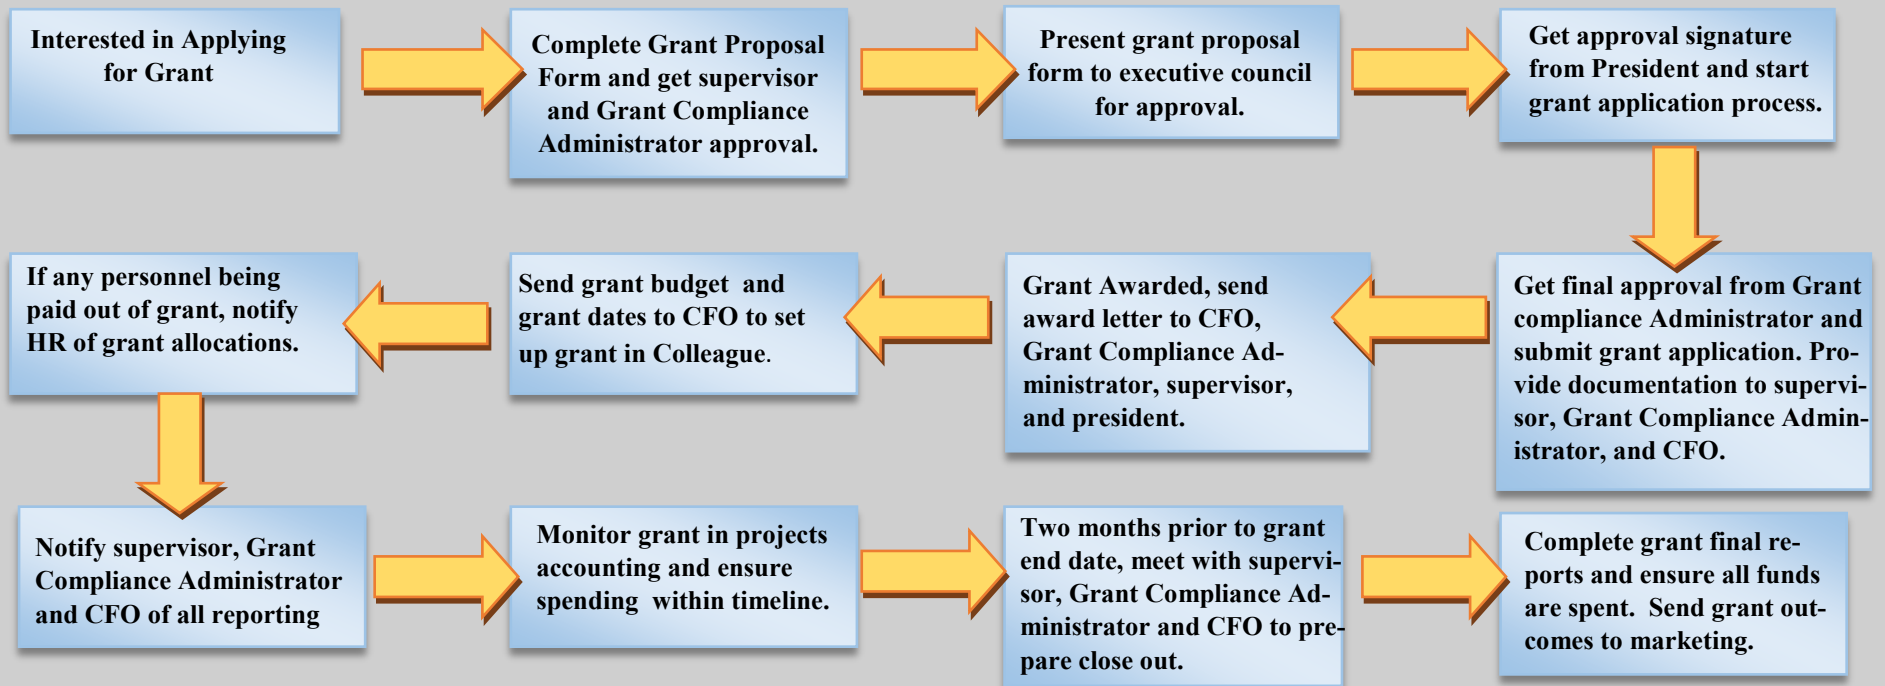 Interested in Applying
for Grant
Complete Grant Proposal
Form and get supervisor
and Grant Compliance
Administrator approval.
Present grant proposal
form to executive council
for approval.
Get approval signature
from President and start
grant application process.
Get final approval from Grant
compliance Administrator and
submit grant application. Pro-
vide documentation to supervi-
sor, Grant Compliance Admin-
istrator, and CFO.
Grant Awarded, send
award letter to CFO,
Grant Compliance Ad-
ministrator, supervisor,
and president.
Send grant budget  and
grant dates to CFO to set
up grant in Colleague.
If any personnel being
paid out of grant, notify
HR of grant allocations.
Notify supervisor, Grant
Compliance Administrator
and CFO of all reporting
Monitor grant in projects
accounting and ensure
spending  within timeline.
Two months prior to grant
end date, meet with supervi-
sor, Grant Compliance Ad-
ministrator and CFO to pre-
pare close out.
Complete grant final re-
ports and ensure all funds
are spent.  Send grant out-
comes to marketing.